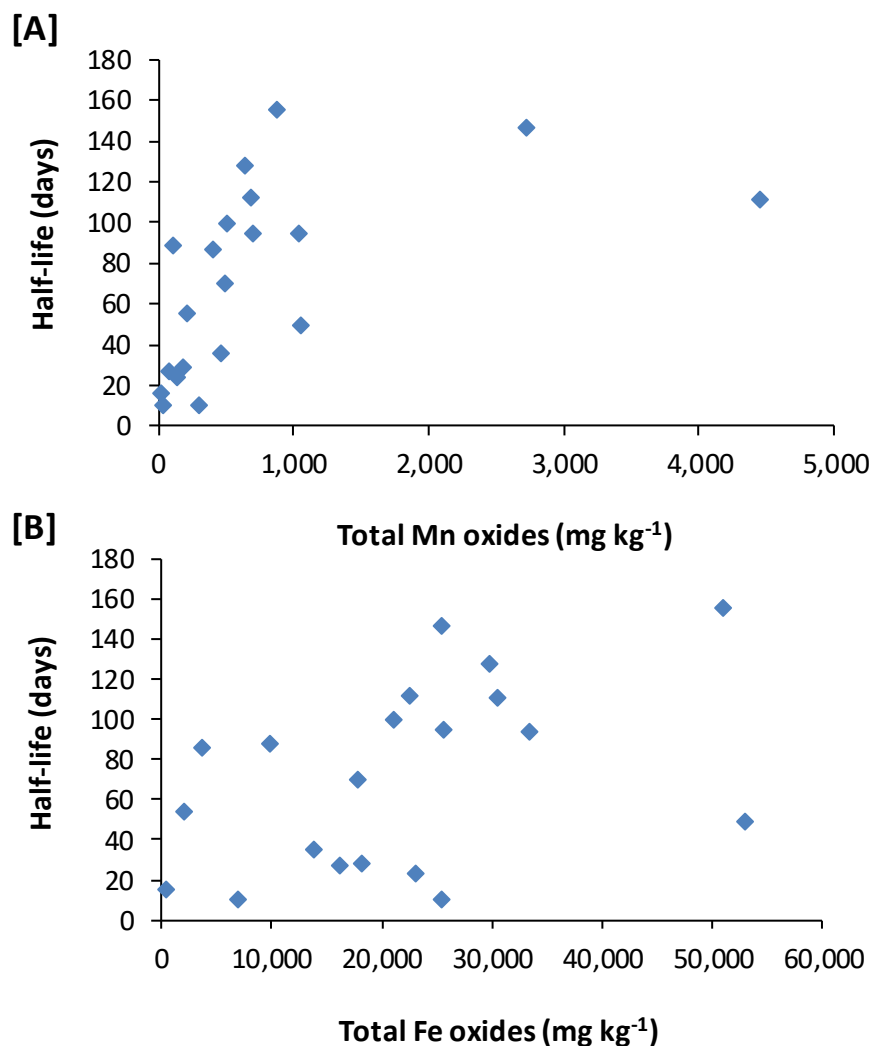 [A]
180
160
140
120
100
80
60
40
20
0
Half-life (days)
0 1,000 2,000 3,000 4,000 5,000
Total Mn oxides (mg kg⁻¹)
[B]
180
160
140
120
100
80
60
40
20
0
Half-life (days)
0 10,000 20,000 30,000 40,000 50,000 60,000
Total Fe oxides (mg kg⁻¹)